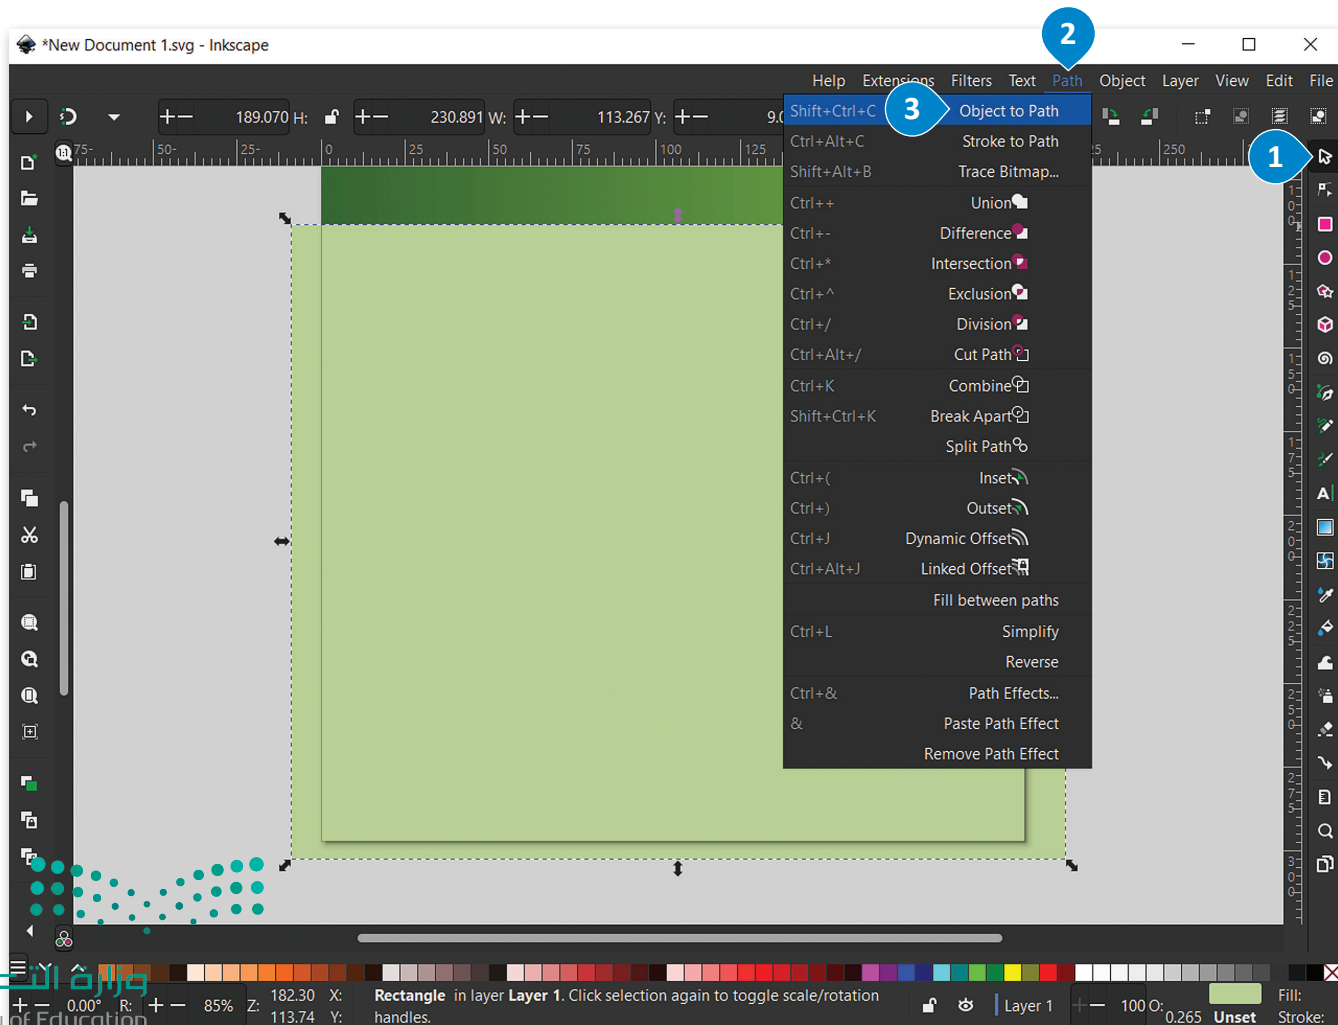 *New Document 1.svg - Inkscape
2
Help Extensions Filters Text Path Object Layer View Edit File
189.070 H: 230.891 W: 113.267 Y: 9.0
3
1
75- 50- 25- 0 25 50 75 100 125 250
Shift+Ctrl+C Object to Path
Ctrl+Alt+C Stroke to Path
Shift+Alt+B Trace Bitmap...
Ctrl++ Union
Ctrl+- Difference
Ctrl+* Intersection
Ctrl+^ Exclusion
Ctrl+/ Division
Ctrl+Alt+/ Cut Path
Ctrl+K Combine
Shift+Ctrl+K Break Apart
Split Path
Ctrl+( Inset
Ctrl+) Outset
Ctrl+J Dynamic Offset
Ctrl+Alt+J Linked Offset
Fill between paths
Ctrl+L Simplify
Reverse
Ctrl+& Path Effects...
& Paste Path Effect
Remove Path Effect
وزارة
of Education
0.00° R: 85% Z: 182.30 X: 113.74 Y:
Rectangle in layer Layer 1. Click selection again to toggle scale/rotation
handles.
Layer 1
100 O: 0.265
Unset
Fill:
Stroke: